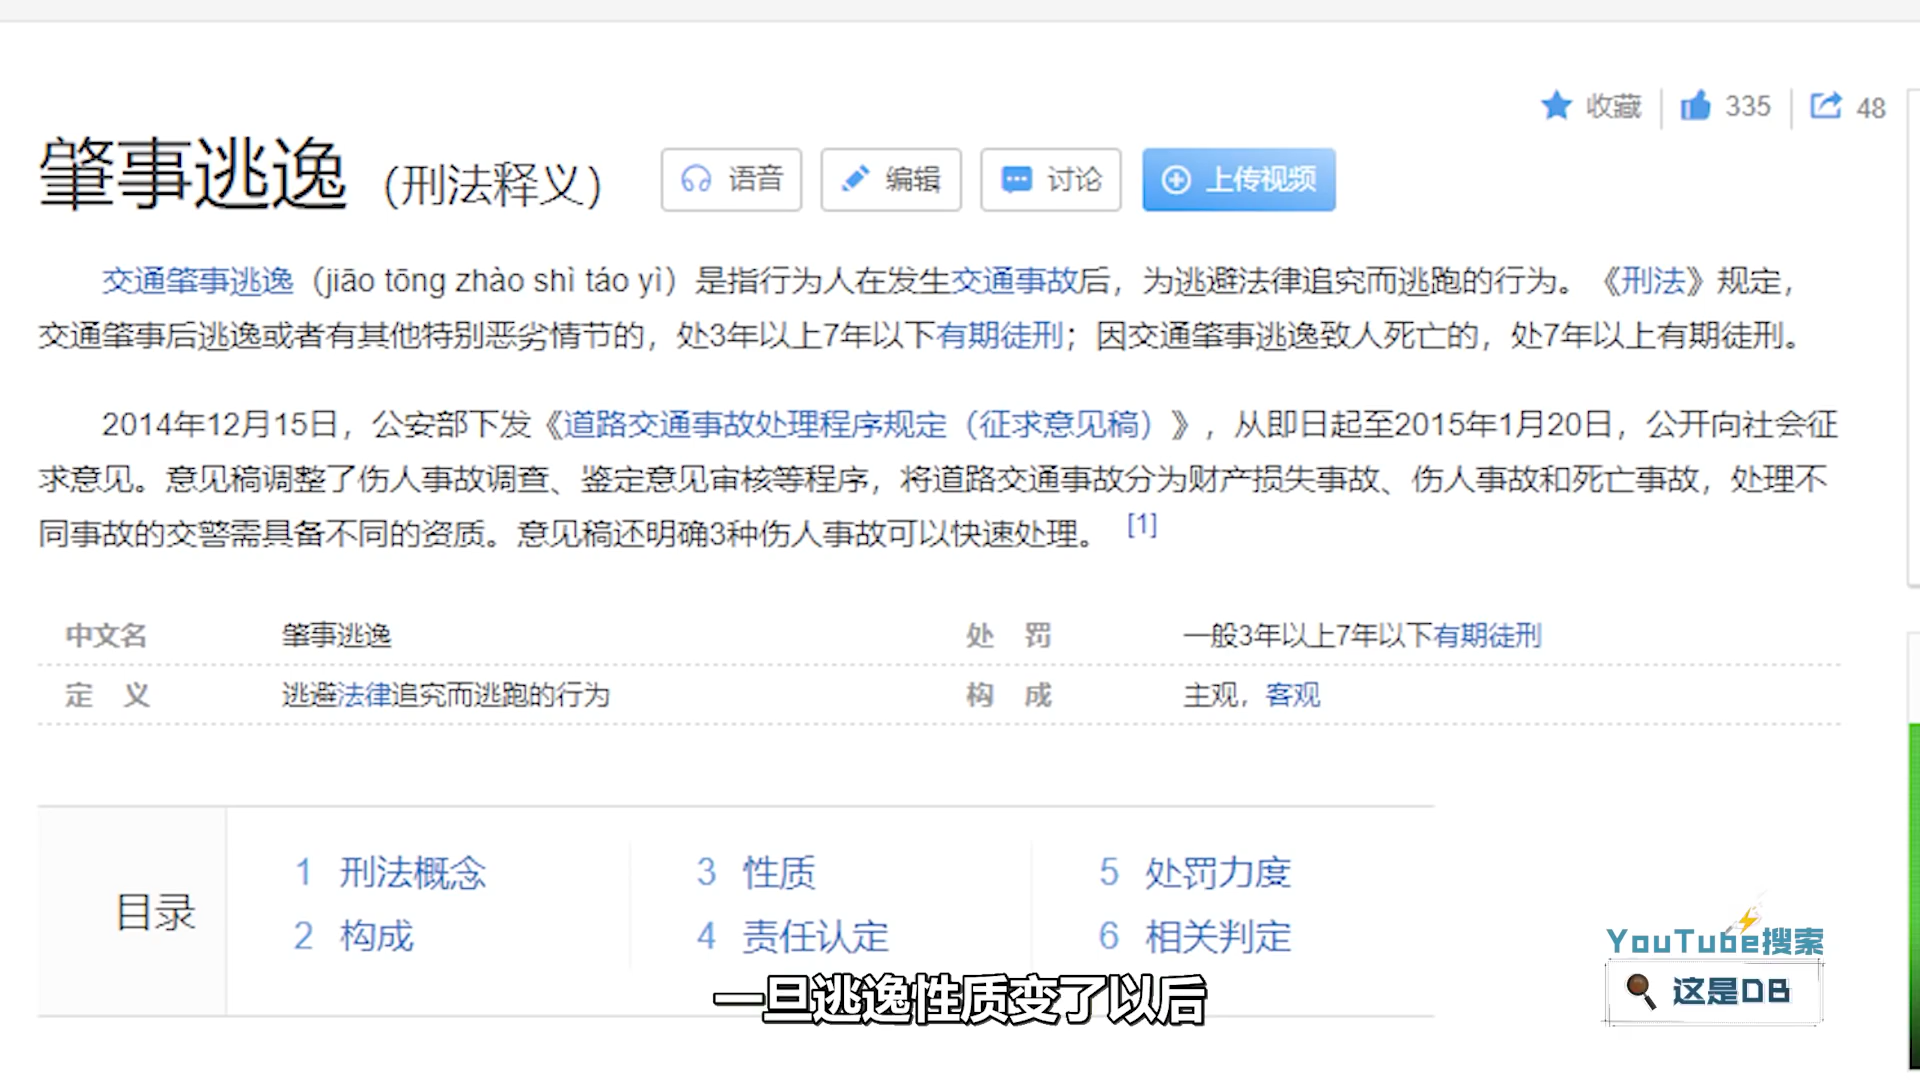 收藏 335 48
肇事逃逸 (刑法释义) 语音 编辑 讨论 上传视频
交通肇事逃逸（jiāo tōng zhào shì táo yì）是指行为人在发生交通事故后，为逃避法律追究而逃跑的行为。《刑法》规定，
交通肇事后逃逸或者有其他特别恶劣情节的，处3年以上7年以下有期徒刑；因交通肇事逃逸致人死亡的，处7年以上有期徒刑。
2014年12月15日，公安部下发《道路交通事故处理程序规定（征求意见稿）》，从即日起至2015年1月20日，公开向社会征
求意见。意见稿调整了伤人事故调查、鉴定意见审核等程序，将道路交通事故分为财产损失事故、伤人事故和死亡事故，处理不
同事故的交警需具备不同的资质。意见稿还明确3种伤人事故可以快速处理。 [1]
中文名 肇事逃逸 处 罚 一般3年以上7年以下有期徒刑
定 义 逃避法律追究而逃跑的行为 构 成 主观，客观
目录
1 刑法概念 3 性质 5 处罚力度
2 构成 4 责任认定 6 相关判定
YouTube搜索
这是DB
一旦逃逸性质变了以后